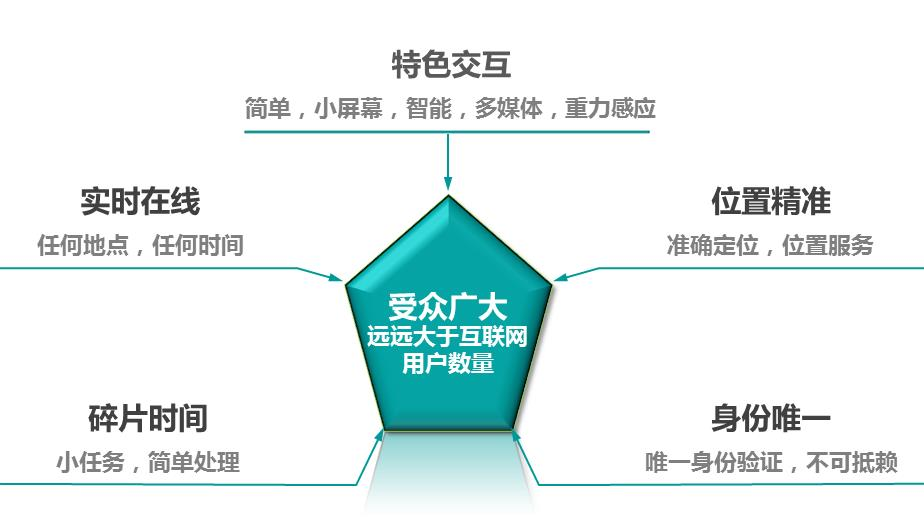 特色交互
简单，小屏幕，智能，多媒体，重力感应
实时在线
任何地点，任何时间
位置精准
准确定位，位置服务
受众广大
远远大于互联网
用户数量
碎片时间
小任务，简单处理
身份唯一
唯一身份验证，不可抵赖